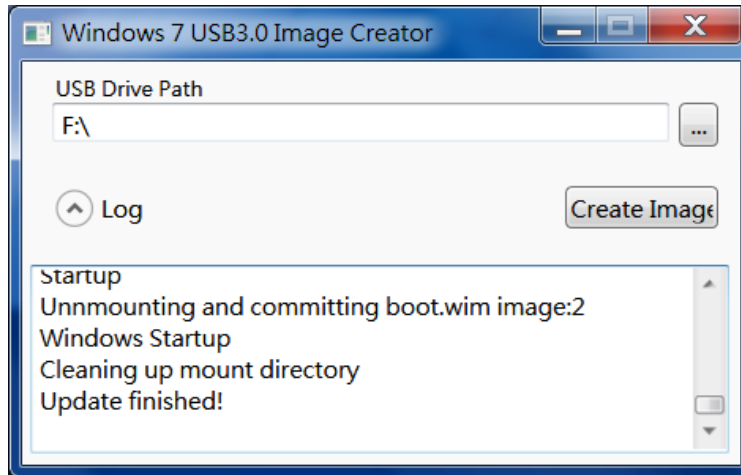 Windows 7 USB3.0 Image Creator
USB Drive Path
F:\
...
Log
Create Image
Startup
Unnmounting and committing boot.wim image:2
Windows Startup
Cleaning up mount directory
Update finished!